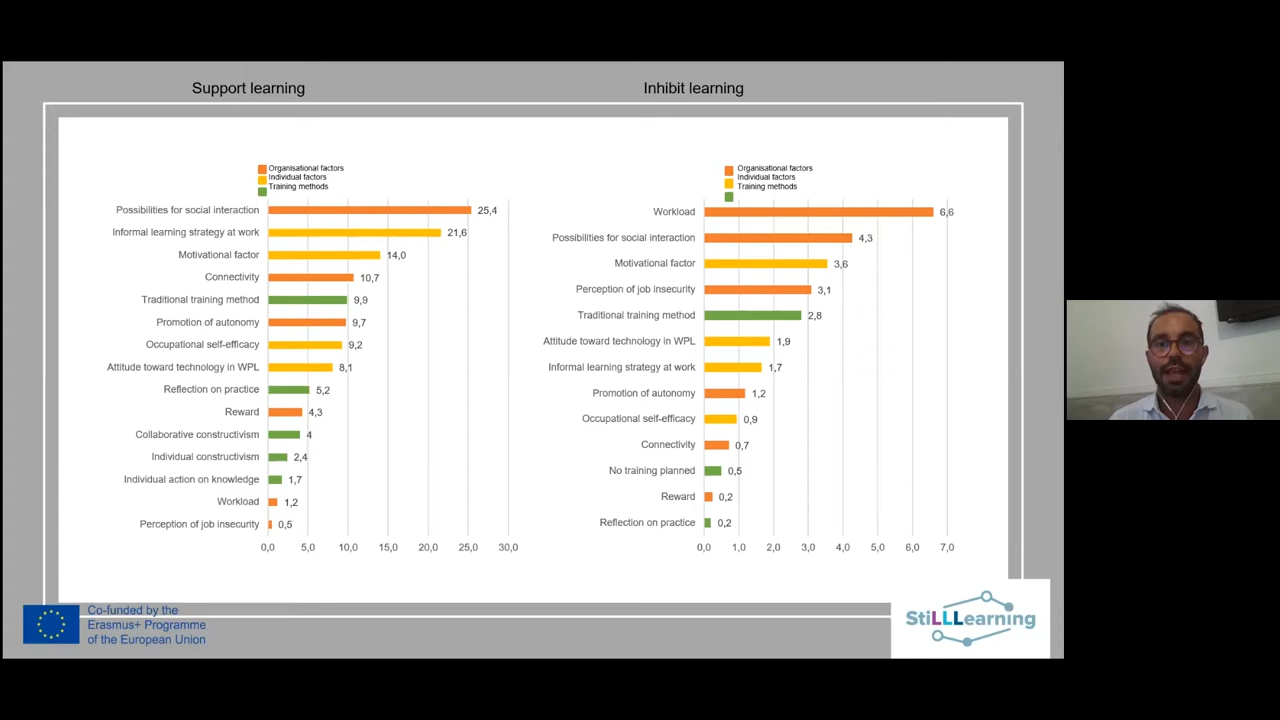 Support learning
Organisational factors
Individual factors
Training methods
Possibilities for social interaction 25,4
Informal learning strategy at work 21,6
Motivational factor 14,0
Connectivity 10,7
Traditional training method 9,9
Promotion of autonomy 9,7
Occupational self-efficacy 9,2
Attitude toward technology in WPL 8,1
Reflection on practice 5,2
Reward 4,3
Collaborative constructivism 4
Individual constructivism 2,4
Individual action on knowledge 1,7
Workload 1,2
Perception of job insecurity 0,5
0,0 5,0 10,0 15,0 20,0 25,0 30,0
Inhibit learning
Organisational factors
Individual factors
Training methods
Workload 6,6
Possibilities for social interaction 4,3
Motivational factor 3,6
Perception of job insecurity 3,1
Traditional training method 2,8
Attitude toward technology in WPL 1,9
Informal learning strategy at work 1,7
Promotion of autonomy 1,2
Occupational self-efficacy 0,9
Connectivity 0,7
No training planned 0,5
Reward 0,2
Reflection on practice 0,2
0,0 1,0 2,0 3,0 4,0 5,0 6,0 7,0
Co-funded by the
Erasmus+ Programme
of the European Union
StiLLLearning